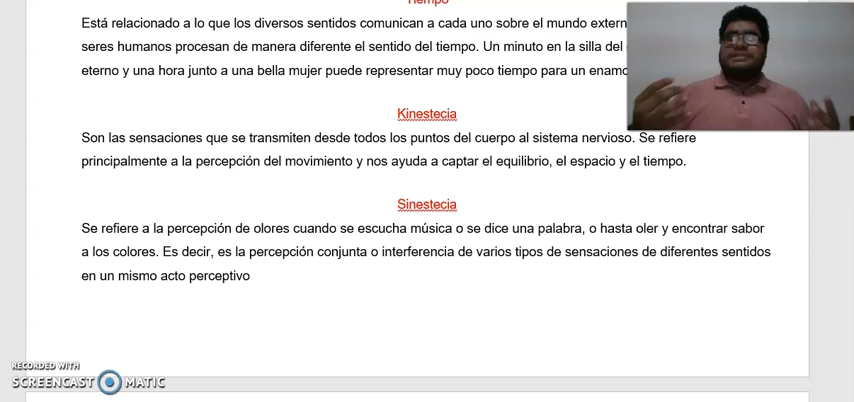 Tiempo
Está relacionado a lo que los diversos sentidos comunican a cada uno sobre el mundo extern
seres humanos procesan de manera diferente el sentido del tiempo. Un minuto en la silla del
eterno y una hora junto a una bella mujer puede representar muy poco tiempo para un enamo
Kinestecia
Son las sensaciones que se transmiten desde todos los puntos del cuerpo al sistema nervioso. Se refiere
principalmente a la percepción del movimiento y nos ayuda a captar el equilibrio, el espacio y el tiempo.
Sinestecia
Se refiere a la percepción de olores cuando se escucha música o se dice una palabra, o hasta oler y encontrar sabor
a los colores. Es decir, es la percepción conjunta o interferencia de varios tipos de sensaciones de diferentes sentidos
en un mismo acto perceptivo
RECORDED WITH
SCREENCAST MATIC